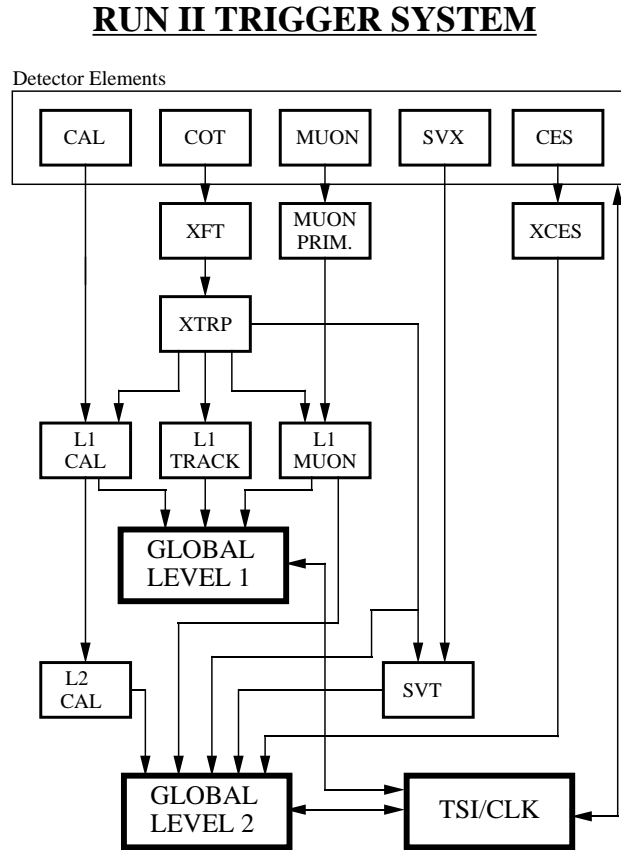 RUN II TRIGGER SYSTEM
Detector Elements
CAL
COT
MUON
SVX
CES
XFT
MUON
PRIM.
XCES
XTRP
L1
CAL
L1
TRACK
L1
MUON
GLOBAL
LEVEL 1
L2
CAL
SVT
GLOBAL
LEVEL 2
TSI/CLK